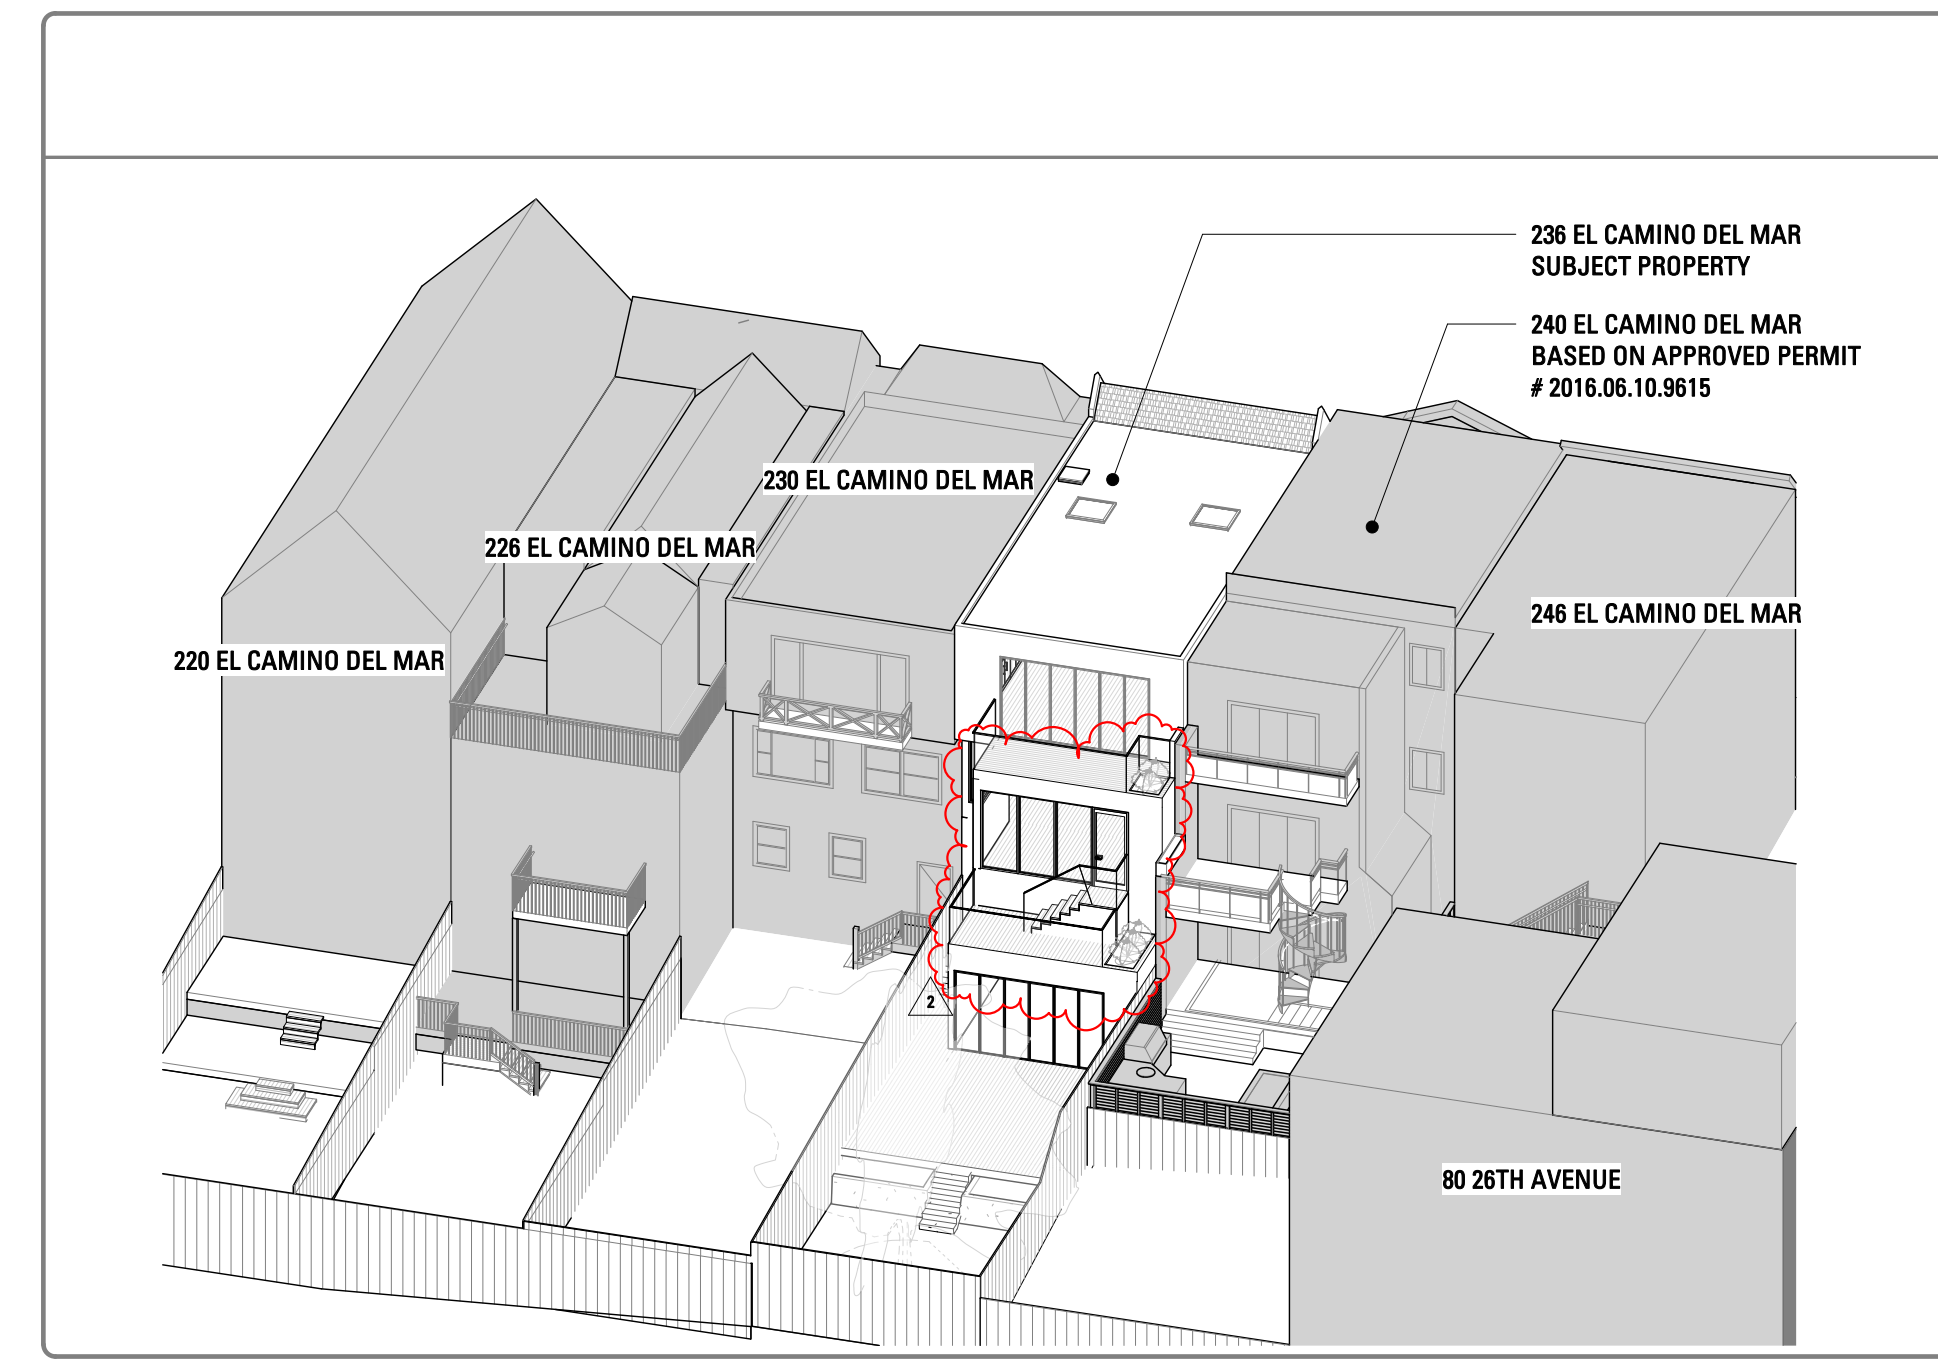 236 EL CAMINO DEL MAR
SUBJECT PROPERTY
240 EL CAMINO DEL MAR
BASED ON APPROVED PERMIT
# 2016.06.10.9615
230 EL CAMINO DEL MAR
226 EL CAMINO DEL MAR
246 EL CAMINO DEL MAR
220 EL CAMINO DEL MAR
2
80 26TH AVENUE